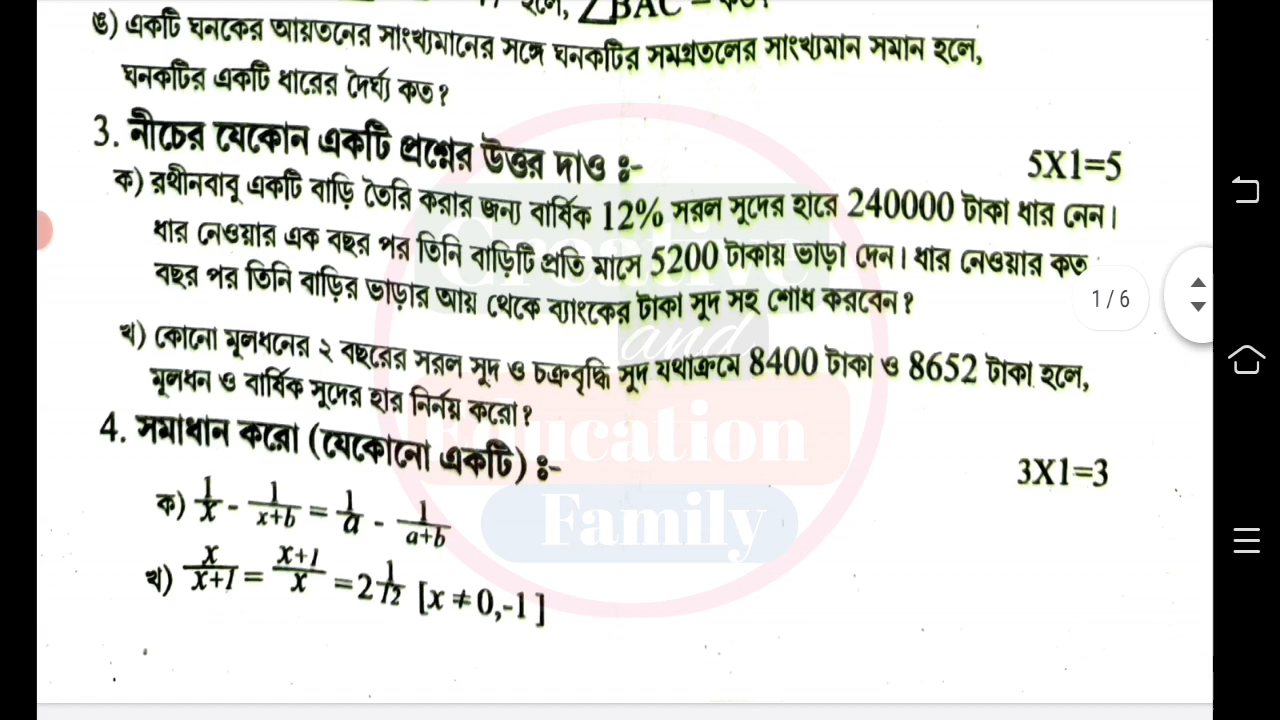 হলে, ∠BAC = কত?
ঙ) একটি ঘনকের আয়তনের সাংখ্যমানের সঙ্গে ঘনকটির সমগ্রতলের সাংখ্যমান সমান হলে,
ঘনকটির একটি ধারের দৈর্ঘ্য কত?
3. নীচের যেকোন একটি প্রশ্নের উত্তর দাও ঃ- 5X1=5
ক) রথীনবাবু একটি বাড়ি তৈরি করার জন্য বার্ষিক 12% সরল সুদের হারে 240000 টাকা ধার নেন।
ধার নেওয়ার এক বছর পর তিনি বাড়িটি প্রতি মাসে 5200 টাকায় ভাড়া দেন। ধার নেওয়ার কত
বছর পর তিনি বাড়ির ভাড়ার আয় থেকে ব্যাংকের টাকা সুদ সহ শোধ করবেন?
1 / 6
খ) কোনো মূলধনের ২ বছরের সরল সুদ ও চক্রবৃদ্ধি সুদ যথাক্রমে 8400 টাকা ও 8652 টাকা হলে,
মূলধন ও বার্ষিক সুদের হার নির্নয় করো?
4. সমাধান করো (যেকোনো একটি) ঃ- 3X1=3
ক) 1/x - 1/x+b = 1/a - 1/a+b
খ) x/x+1 = x+1/x = 2 1/12 [x ≠ 0,-1]
Creative
and
Education
Family